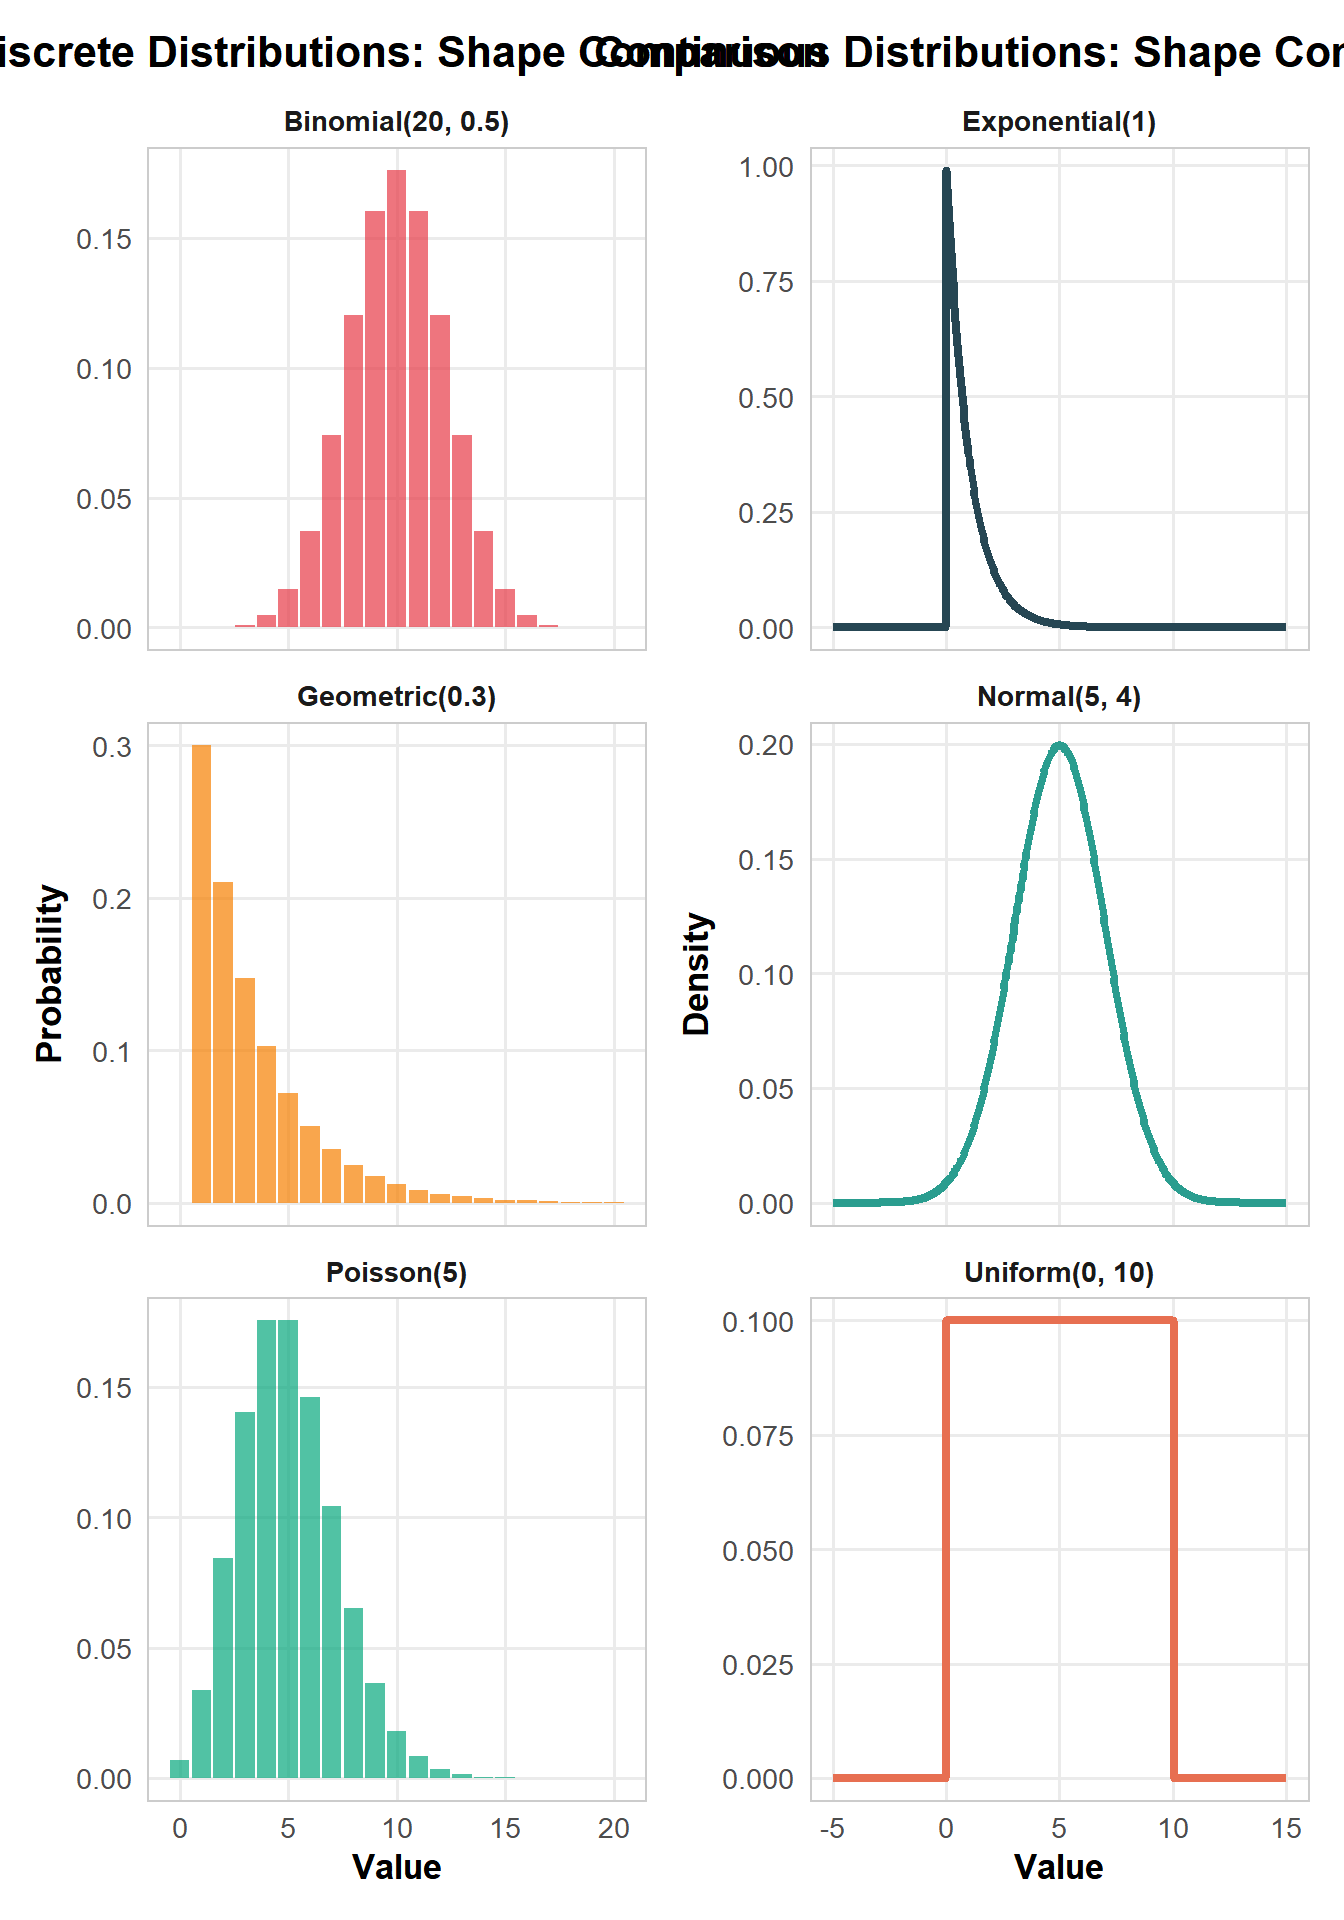 iscrete Distributions: Shape Comparison
Continuous Distributions: Shape Com
Binomial(20, 0.5)
0.15
0.10
0.05
0.00
Geometric(0.3)
0.3
0.2
0.1
0.0
Probability
Poisson(5)
0.15
0.10
0.05
0.00
0 5 10 15 20
Value
Exponential(1)
1.00
0.75
0.50
0.25
0.00
Normal(5, 4)
0.20
0.15
0.10
0.05
0.00
Density
Uniform(0, 10)
0.100
0.075
0.050
0.025
0.000
-5 0 5 10 15
Value